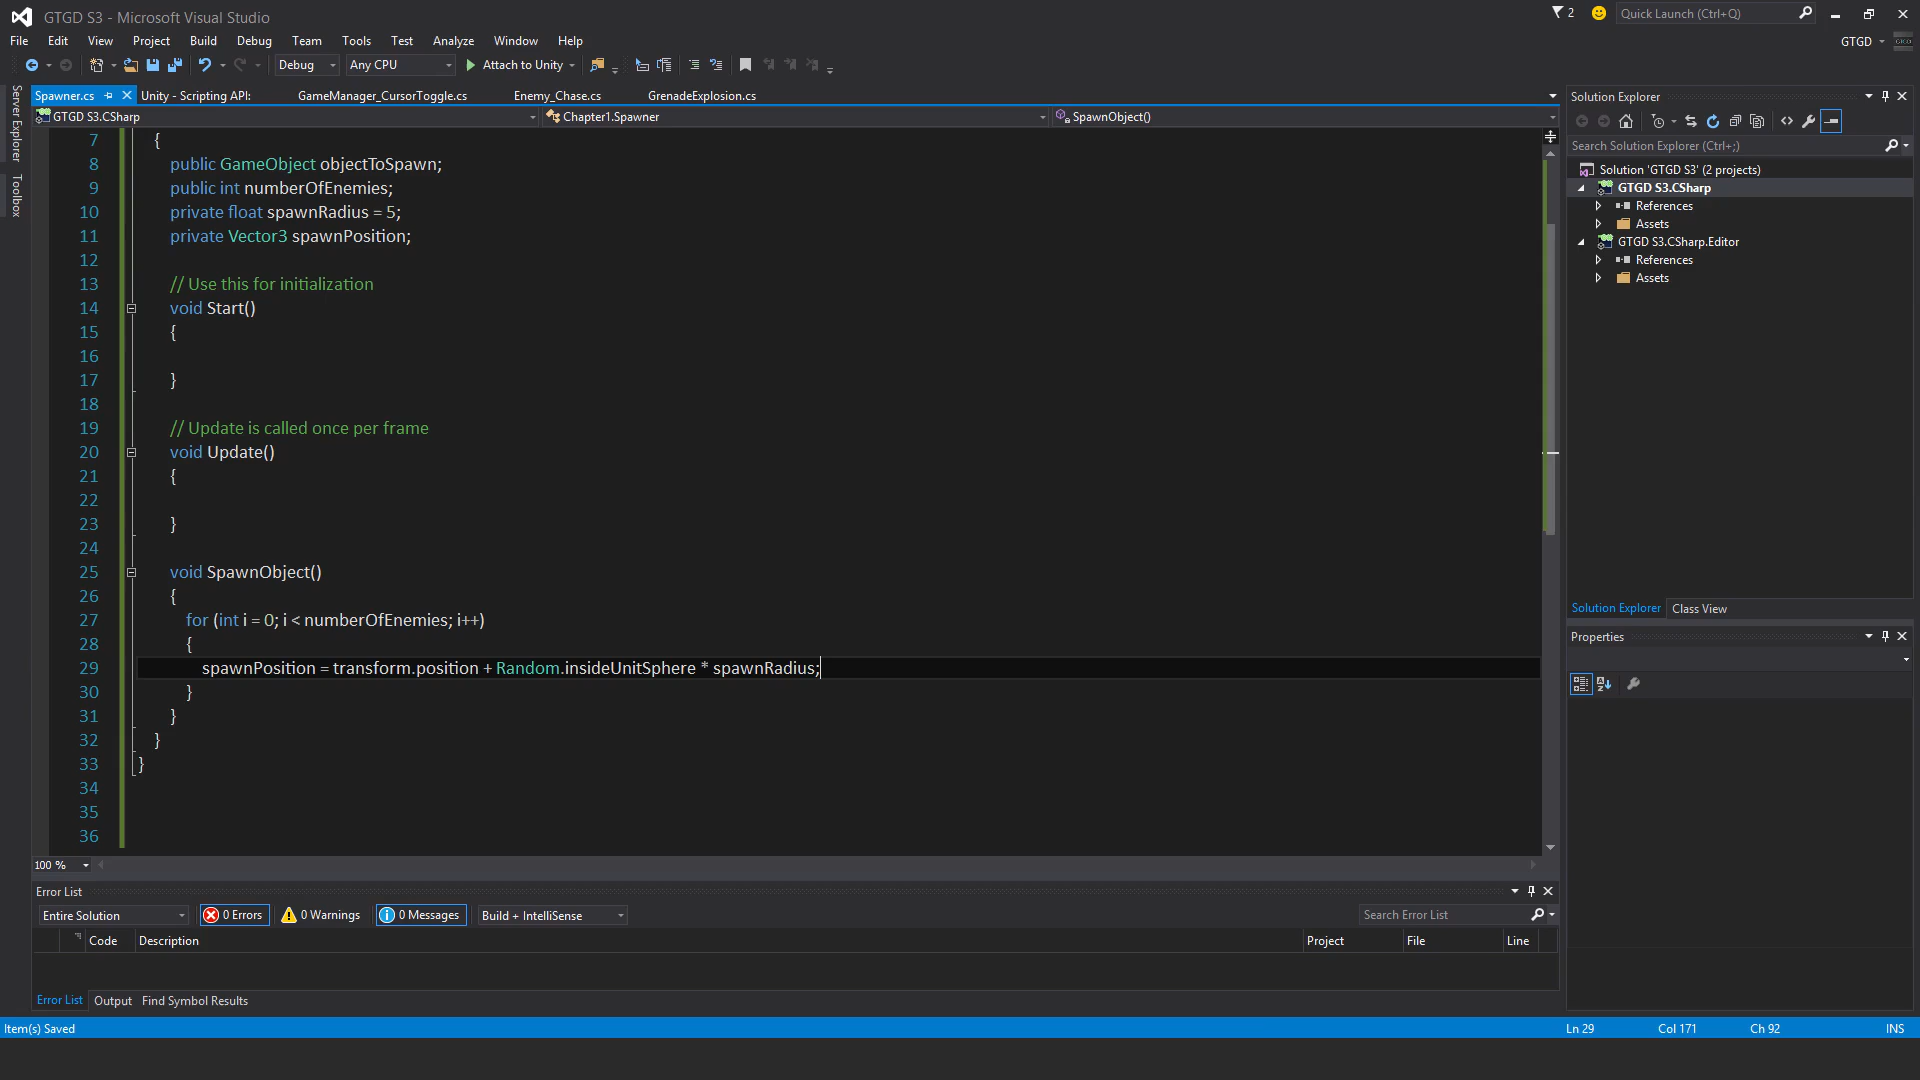 GTGD S3 - Microsoft Visual Studio
2
Quick Launch (Ctrl+Q)
File Edit View Project Build Debug Team Tools Test Analyze Window Help
GTGD
Debug Any CPU Attach to Unity
Server Explorer
Toolbox
Spawner.cs Unity - Scripting API: GameManager_CursorToggle.cs Enemy_Chase.cs GrenadeExplosion.cs
GTGD S3.CSharp Chapter1.Spawner SpawnObject()
7 {
8 public GameObject objectToSpawn;
9 public int numberOfEnemies;
10 private float spawnRadius = 5;
11 private Vector3 spawnPosition;
12
13 // Use this for initialization
14 void Start()
15 {
16
17 }
18
19 // Update is called once per frame
20 void Update()
21 {
22
23 }
24
25 void SpawnObject()
26 {
27 for (int i = 0; i < numberOfEnemies; i++)
28 {
29 spawnPosition = transform.position + Random.insideUnitSphere * spawnRadius;
30 }
31 }
32 }
33 }
34
35
36
100 %
Solution Explorer
Search Solution Explorer (Ctrl+;)
Solution 'GTGD S3' (2 projects)
GTGD S3.CSharp
References
Assets
GTGD S3.CSharp.Editor
References
Assets
Solution Explorer Class View
Properties
Error List
Entire Solution 0 Errors 0 Warnings 0 Messages Build + IntelliSense Search Error List
Code Description Project File Line
Error List Output Find Symbol Results
Item(s) Saved Ln 29 Col 171 Ch 92 INS